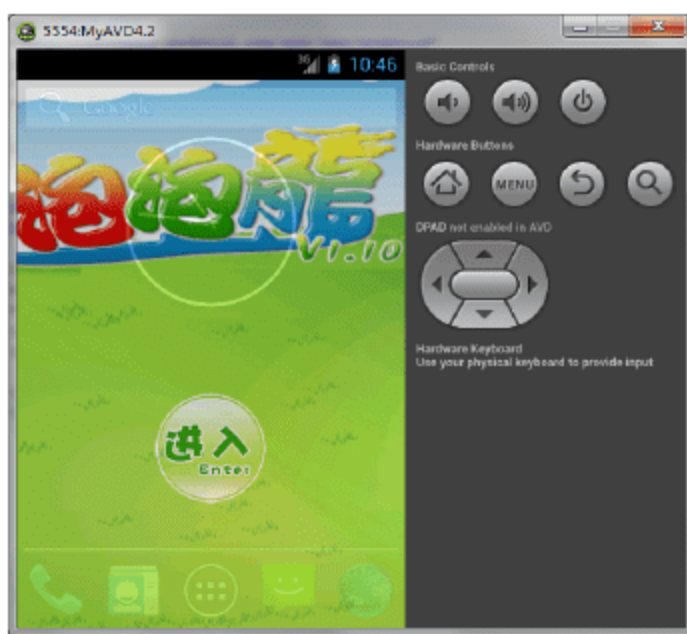 5554:MyAVD4.2
3G 10:46
Google
泡泡龍
V1.10
进入
Enter
Basic Controls
Hardware Buttons
MENU
DPAD not enabled in AVD
Hardware Keyboard
Use your physical keyboard to provide input